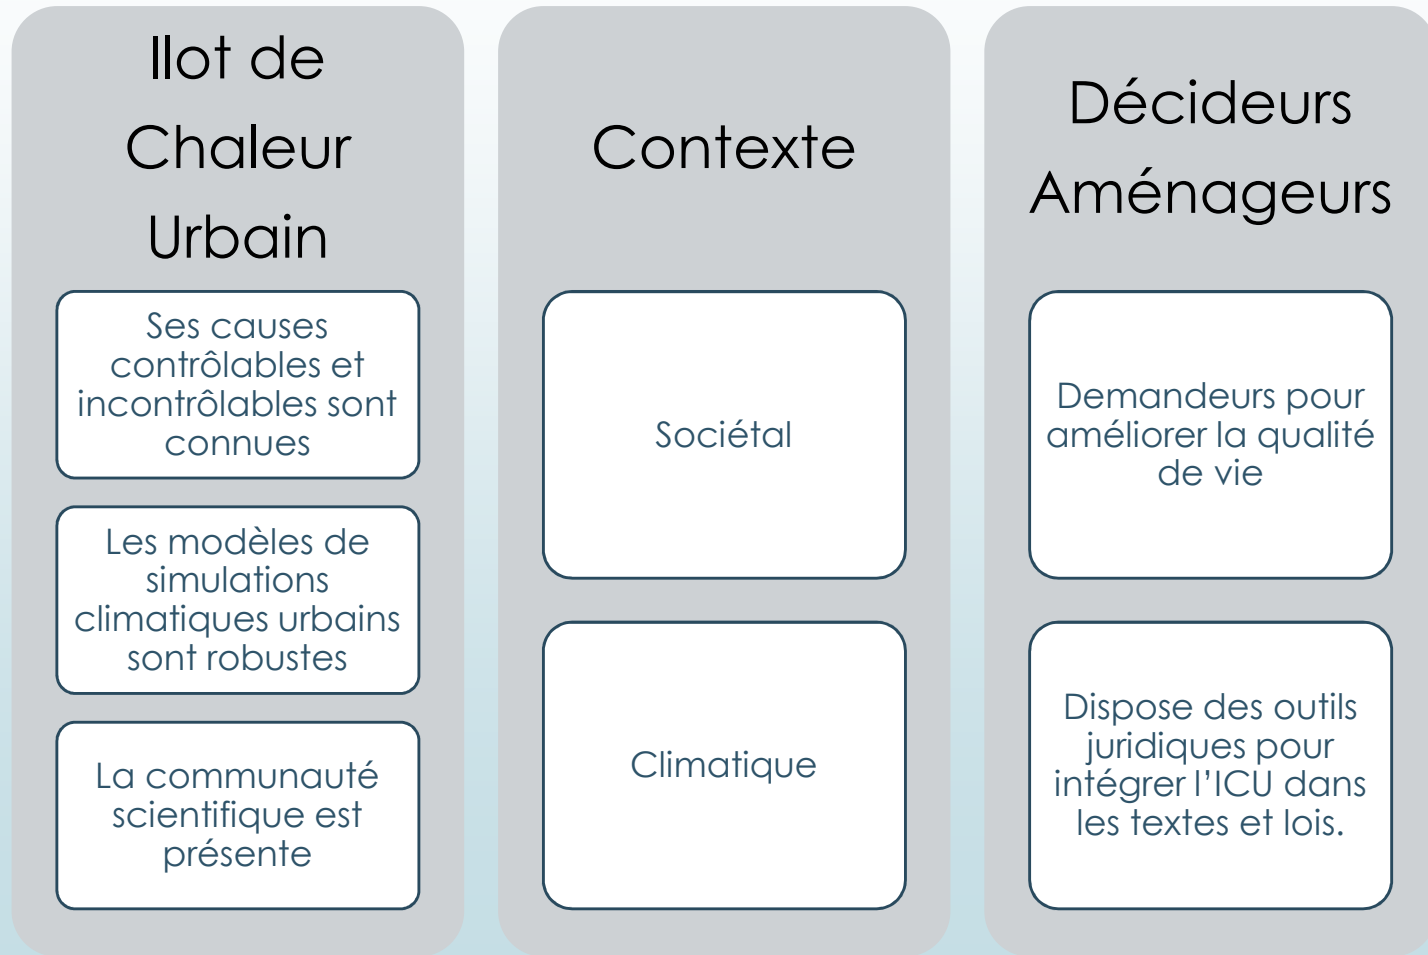 Ilot de
Chaleur
Urbain
Ses causes
contrôlables et
incontrôlables sont
connues
Les modèles de
simulations
climatiques urbains
sont robustes
La communauté
scientifique est
présente
Contexte
Sociétal
Climatique
Décideurs
Aménageurs
Demandeurs pour
améliorer la qualité
de vie
Dispose des outils
juridiques pour
intégrer l’ICU dans
les textes et lois.